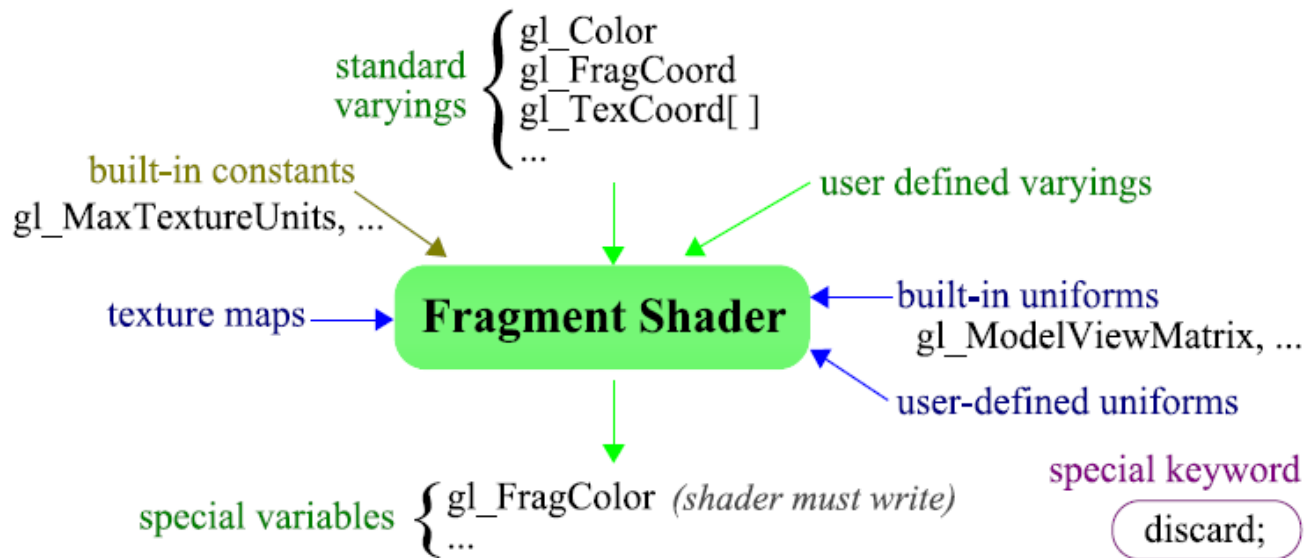 gl_Color
standard
gl_FragCoord
varyings
gl_TexCoord[ ]
...
built-in constants
user defined varyings
gl_MaxTextureUnits, ...
Fragment Shader
built-in uniforms
texture maps
gl_ModelViewMatrix, ...
user-defined uniforms
special keyword
gl_FragColor (shader must write)
special variables
...
discard;